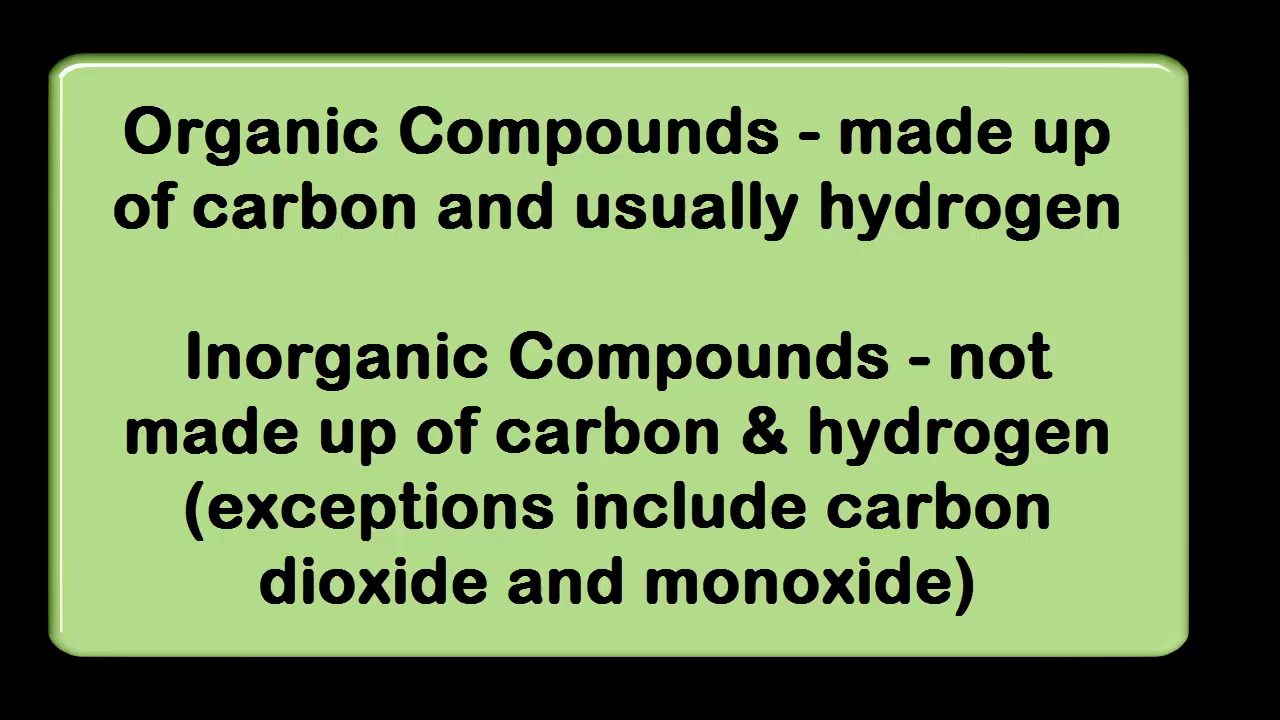 Organic Compounds - made up
of carbon and usually hydrogen
Inorganic Compounds - not
made up of carbon & hydrogen
(exceptions include carbon
dioxide and monoxide)